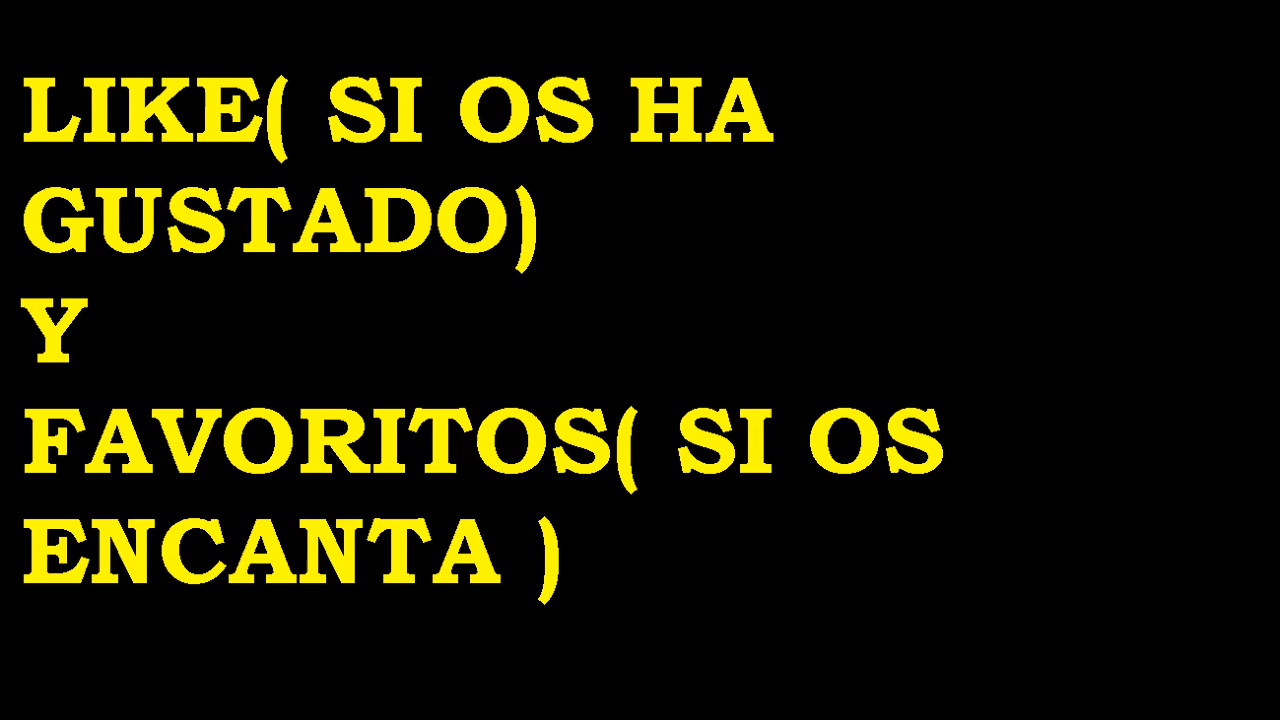 LIKE( SI OS HA
GUSTADO)
Y
FAVORITOS( SI OS
ENCANTA )